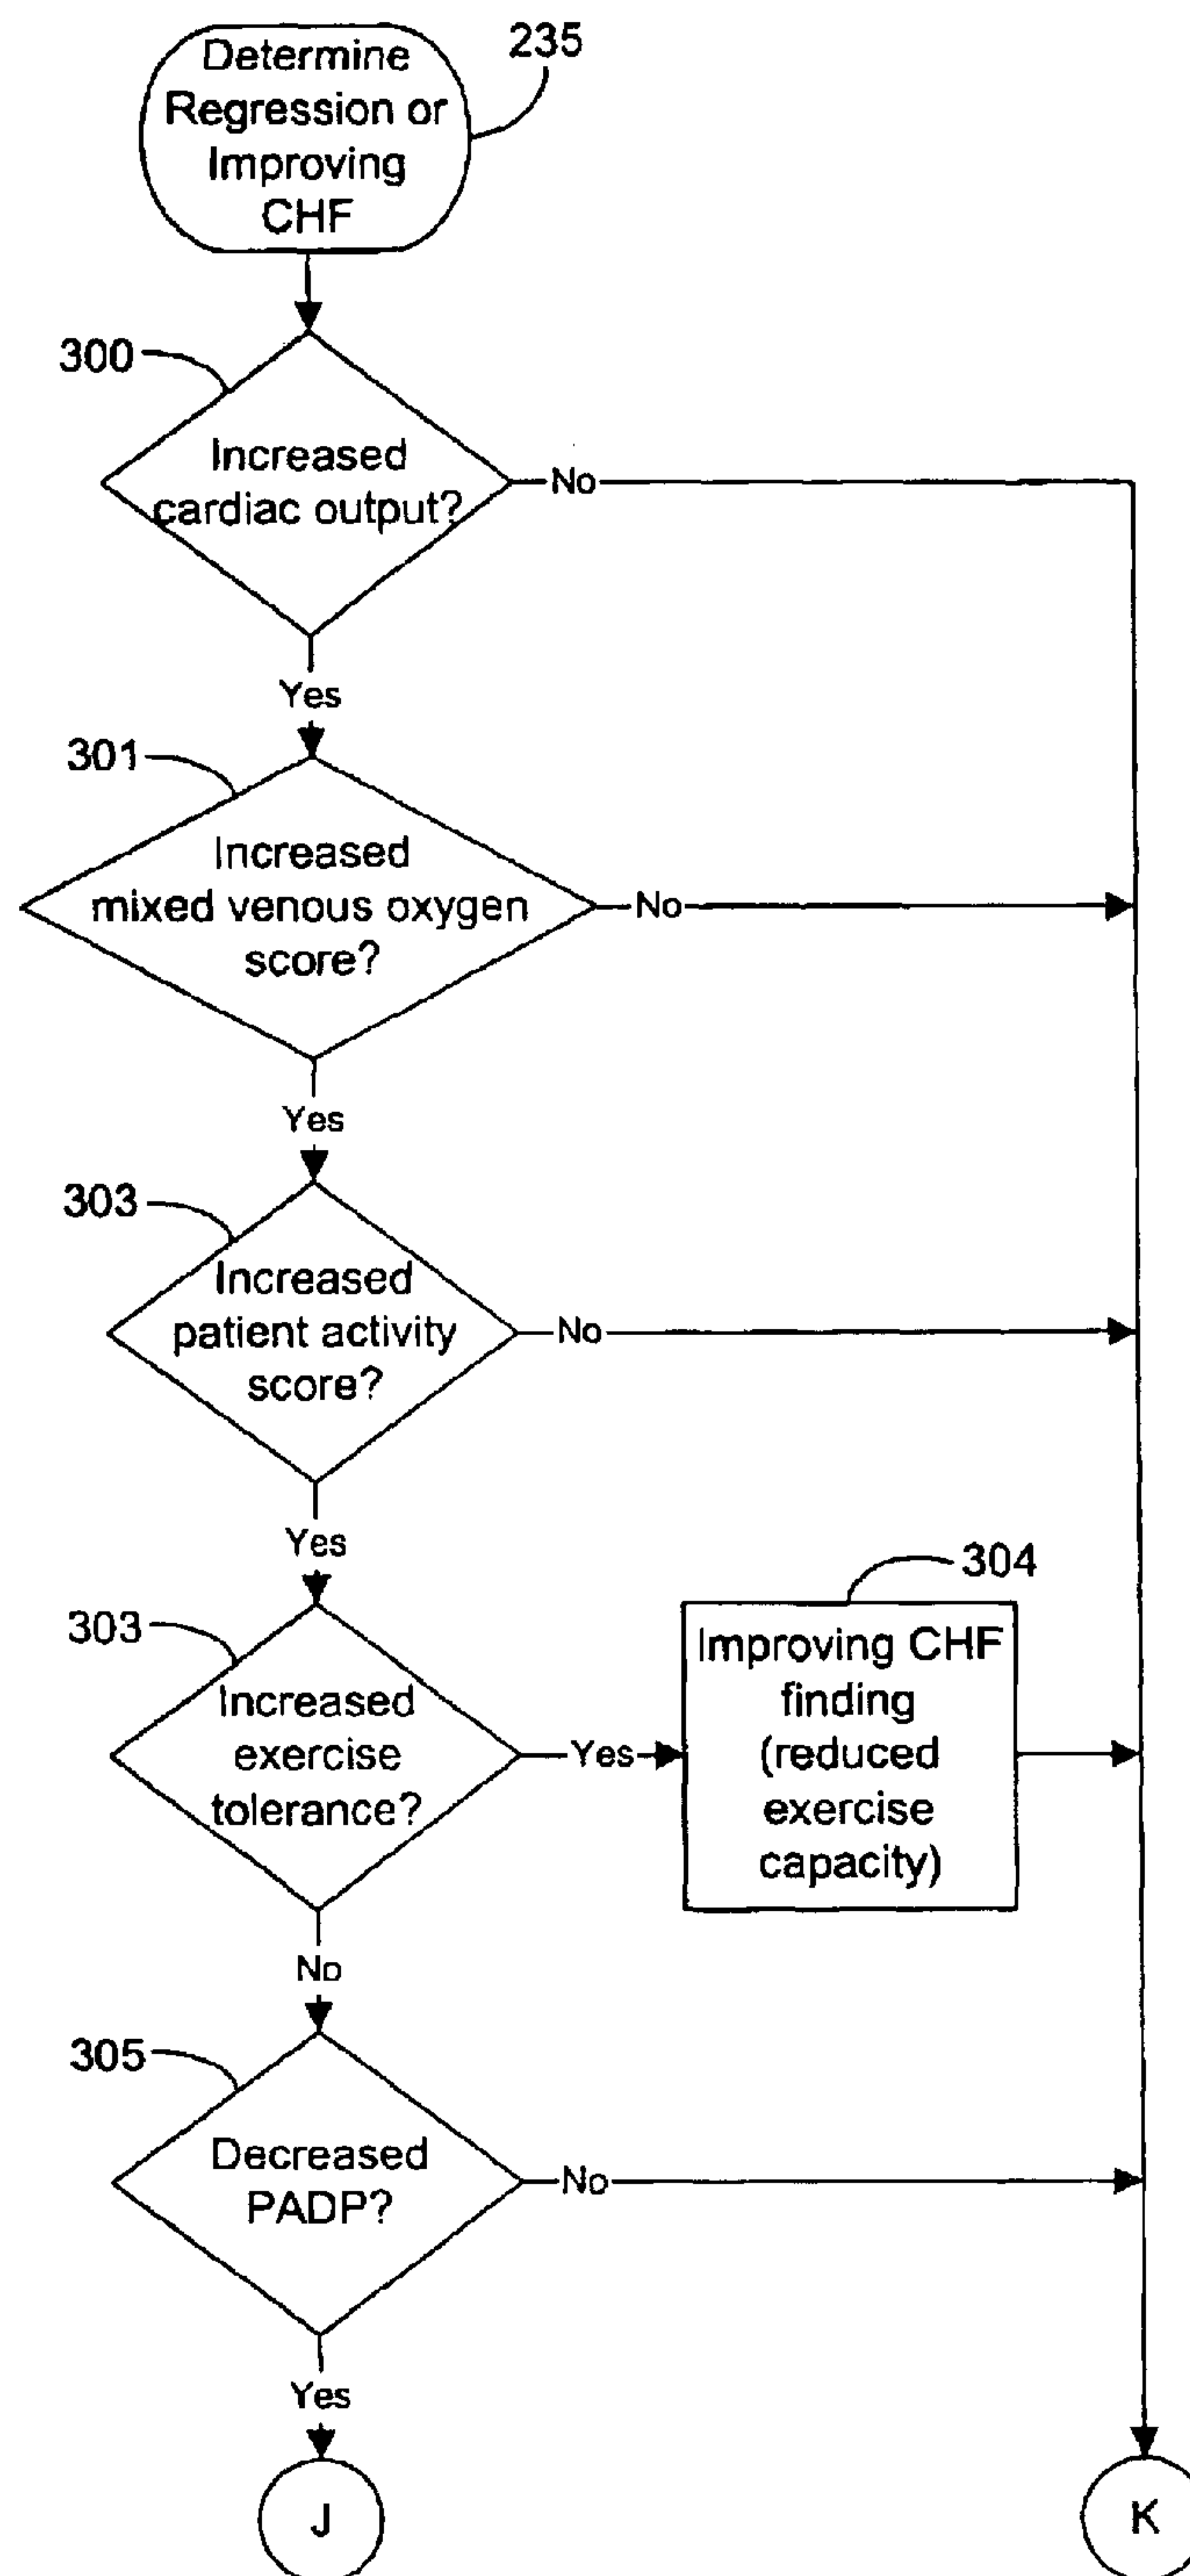 Determine
Regression or
Improving
CHF
235
300
Increased
cardiac output?
No
Yes
301
Increased
mixed venous oxygen
score?
No
Yes
303
Increased
patient activity
score?
No
Yes
303
Increased
exercise
tolerance?
Yes
304
Improving CHF
finding
(reduced
exercise
capacity)
No
305
Decreased
PADP?
No
Yes
J
K